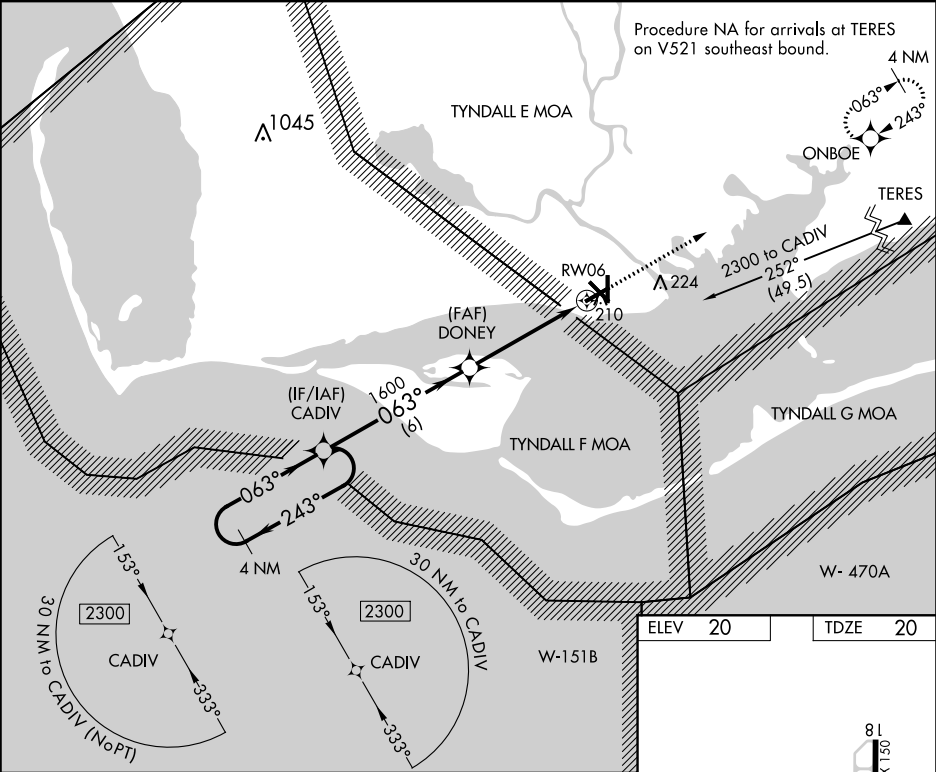 Procedure NA for arrivals at TERES
on V521 southeast bound.
4 NM
063°
243°
ONBOE
TYNDALL E MOA
1045
TERES
2300 to CADIV
252°
(49.5)
RW06
224
210
(FAF)
DONEY
(IF/IAF)
CADIV
1600
063°
(6)
TYNDALL G MOA
TYNDALL F MOA
063°
243°
4 NM
W- 470A
153°
2300
CADIV
333°
30 NM to CADIV (NoPT)
153°
2300
CADIV
333°
30 NM to CADIV
W-151B
ELEV 20
TDZE 20
18